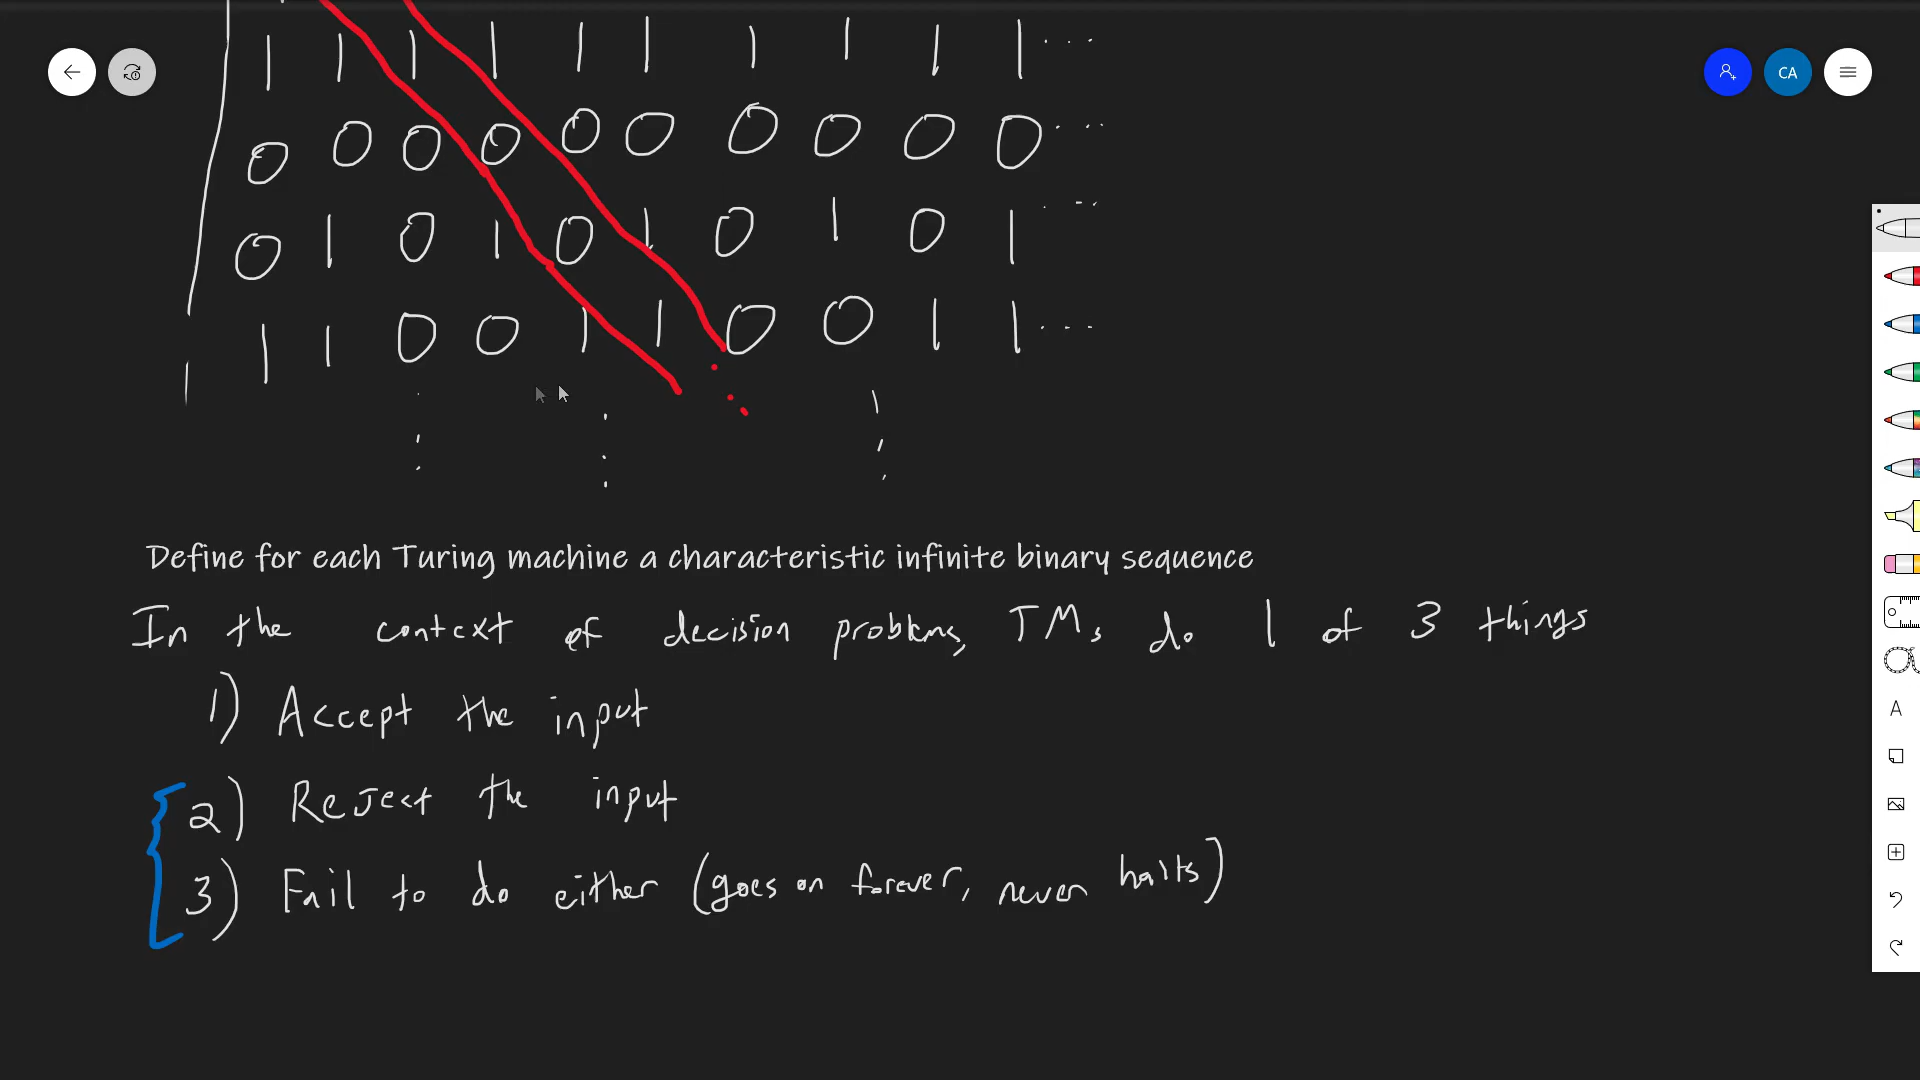 CA
1 1 1 1 1 1 1 1 1 1 ...
0 0 0 0 0 0 0 0 0 0 ...
0 1 0 1 0 1 0 1 0 1 ...
1 1 0 0 1 1 0 0 1 1 ...
Define for each Turing machine a characteristic infinite binary sequence
In the context of decision problems, TMs do 1 of 3 things
1) Accept the input
2) Reject the input
3) Fail to do either (goes on forever, never halts)
A